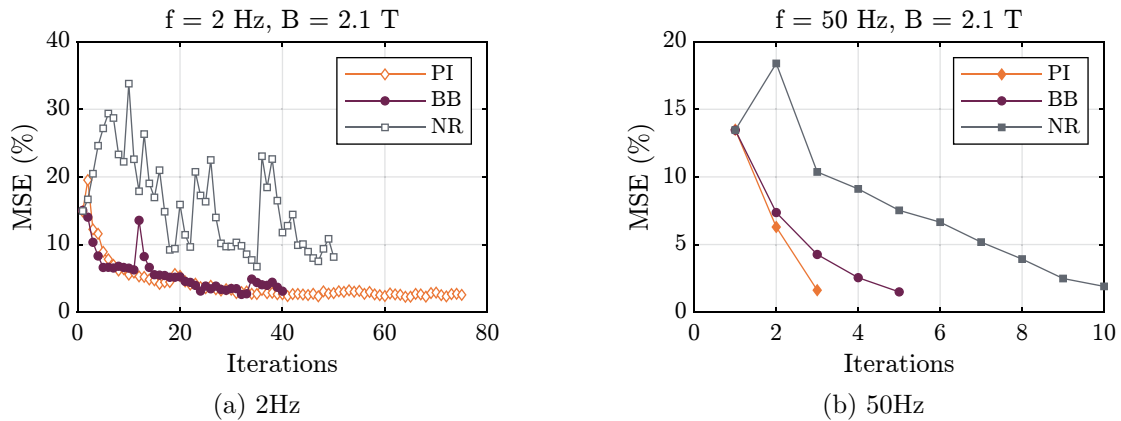 f = 2 Hz, B = 2.1 T
MSE (%)
40
30
20
10
0
0 20 40 60 80
Iterations
PI
BB
NR
(a) 2Hz
f = 50 Hz, B = 2.1 T
MSE (%)
20
15
10
5
0
0 2 4 6 8 10
Iterations
PI
BB
NR
(b) 50Hz